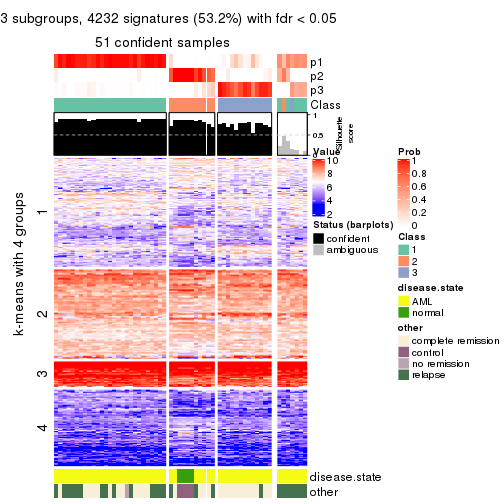 3 subgroups, 4232 signatures (53.2%) with fdr < 0.05
51 confident samples
p1
p2
p3
Class
1
0.5
0
Silhouette
score
k-means with 4 groups
1
2
3
4
Value
10
8
6
4
2
Status (barplots)
confident
ambiguous
Prob
1
0.8
0.6
0.4
0.2
0
Class
1
2
3
disease.state
AML
normal
other
complete remission
control
no remission
relapse
disease.state
other